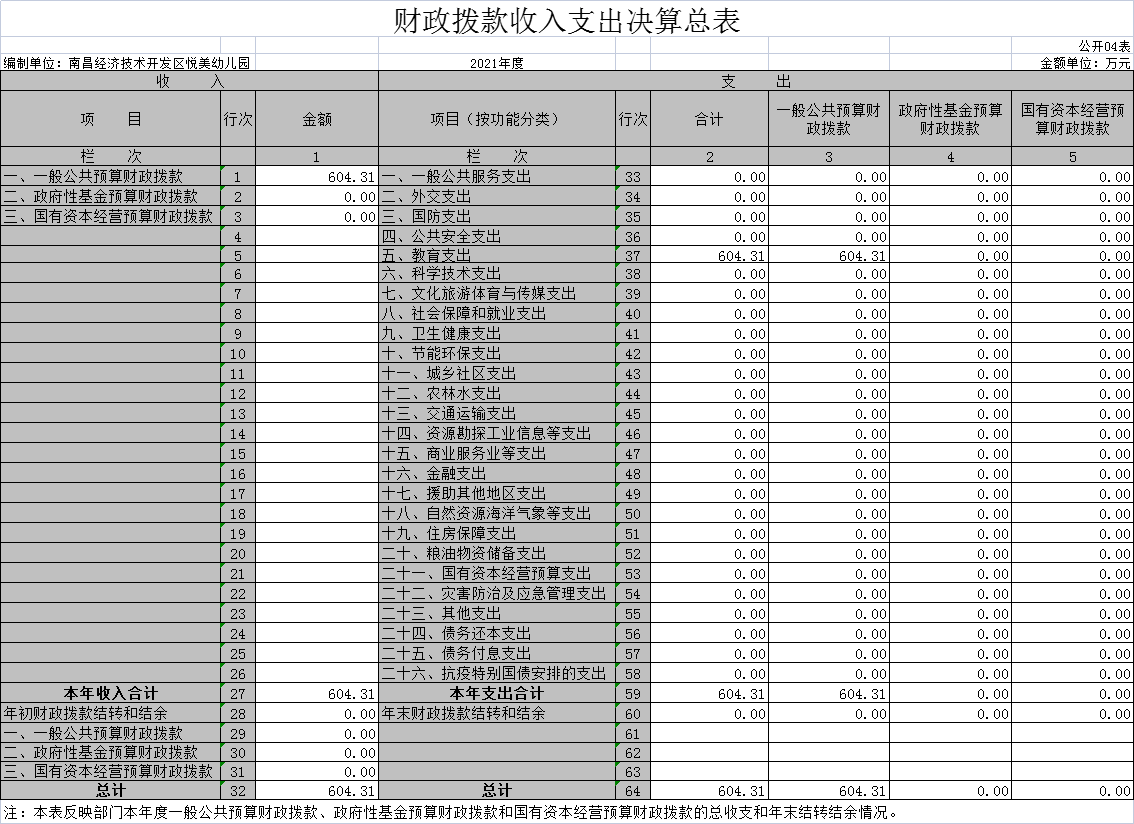 财政拨款收入支出决算总表
公开04表
编制单位：南昌经济技术开发区悦美幼儿园 2021年度 金额单位：万元
收 入 支 出
项 目 行次 金额 项目（按功能分类） 行次 合计 一般公共预算财政拨款 政府性基金预算财政拨款 国有资本经营预算财政拨款
栏 次 1 栏 次 2 3 4 5
一、一般公共预算财政拨款 1 604.31 一、一般公共服务支出 33 0.00 0.00 0.00 0.00
二、政府性基金预算财政拨款 2 0.00 二、外交支出 34 0.00 0.00 0.00 0.00
三、国有资本经营预算财政拨款 3 0.00 三、国防支出 35 0.00 0.00 0.00 0.00
4 四、公共安全支出 36 0.00 0.00 0.00 0.00
5 五、教育支出 37 604.31 604.31 0.00 0.00
6 六、科学技术支出 38 0.00 0.00 0.00 0.00
7 七、文化旅游体育与传媒支出 39 0.00 0.00 0.00 0.00
8 八、社会保障和就业支出 40 0.00 0.00 0.00 0.00
9 九、卫生健康支出 41 0.00 0.00 0.00 0.00
10 十、节能环保支出 42 0.00 0.00 0.00 0.00
11 十一、城乡社区支出 43 0.00 0.00 0.00 0.00
12 十二、农林水支出 44 0.00 0.00 0.00 0.00
13 十三、交通运输支出 45 0.00 0.00 0.00 0.00
14 十四、资源勘探工业信息等支出 46 0.00 0.00 0.00 0.00
15 十五、商业服务业等支出 47 0.00 0.00 0.00 0.00
16 十六、金融支出 48 0.00 0.00 0.00 0.00
17 十七、援助其他地区支出 49 0.00 0.00 0.00 0.00
18 十八、自然资源海洋气象等支出 50 0.00 0.00 0.00 0.00
19 十九、住房保障支出 51 0.00 0.00 0.00 0.00
20 二十、粮油物资储备支出 52 0.00 0.00 0.00 0.00
21 二十一、国有资本经营预算支出 53 0.00 0.00 0.00 0.00
22 二十二、灾害防治及应急管理支出 54 0.00 0.00 0.00 0.00
23 二十三、其他支出 55 0.00 0.00 0.00 0.00
24 二十四、债务还本支出 56 0.00 0.00 0.00 0.00
25 二十五、债务付息支出 57 0.00 0.00 0.00 0.00
26 二十六、抗疫特别国债安排的支出 58 0.00 0.00 0.00 0.00
本年收入合计 27 604.31 本年支出合计 59 604.31 604.31 0.00 0.00
年初财政拨款结转和结余 28 0.00 年末财政拨款结转和结余 60 0.00 0.00 0.00 0.00
一、一般公共预算财政拨款 29 0.00 61
二、政府性基金预算财政拨款 30 0.00 62
三、国有资本经营预算财政拨款 31 0.00 63
总计 32 604.31 总计 64 604.31 604.31 0.00 0.00
注：本表反映部门本年度一般公共预算财政拨款、政府性基金预算财政拨款和国有资本经营预算财政拨款的总收支和年末结转结余情况。